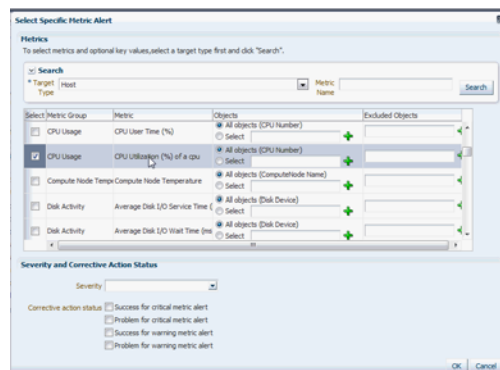 Select Specific Metric Alert
Metrics
To select metrics and optional key values,select a target type first and click "Search".
Search
* Target Type Host
Metric Name
Search
Select Metric Group Metric Objects Excluded Objects
CPU Usage CPU User Time (%) All objects (CPU Number)
Select
CPU Usage CPU Utilization (%) of a cpu All objects (CPU Number)
Select
Compute Node Temp Compute Node Temperature All objects (ComputeNode Name)
Select
Disk Activity Average Disk I/O Service Time ( All objects (Disk Device)
Select
Disk Activity Average Disk I/O Wait Time (ms All objects (Disk Device)
Select
Severity and Corrective Action Status
Severity
Corrective action status Success for critical metric alert
Problem for critical metric alert
Success for warning metric alert
Problem for warning metric alert
OK Cancel